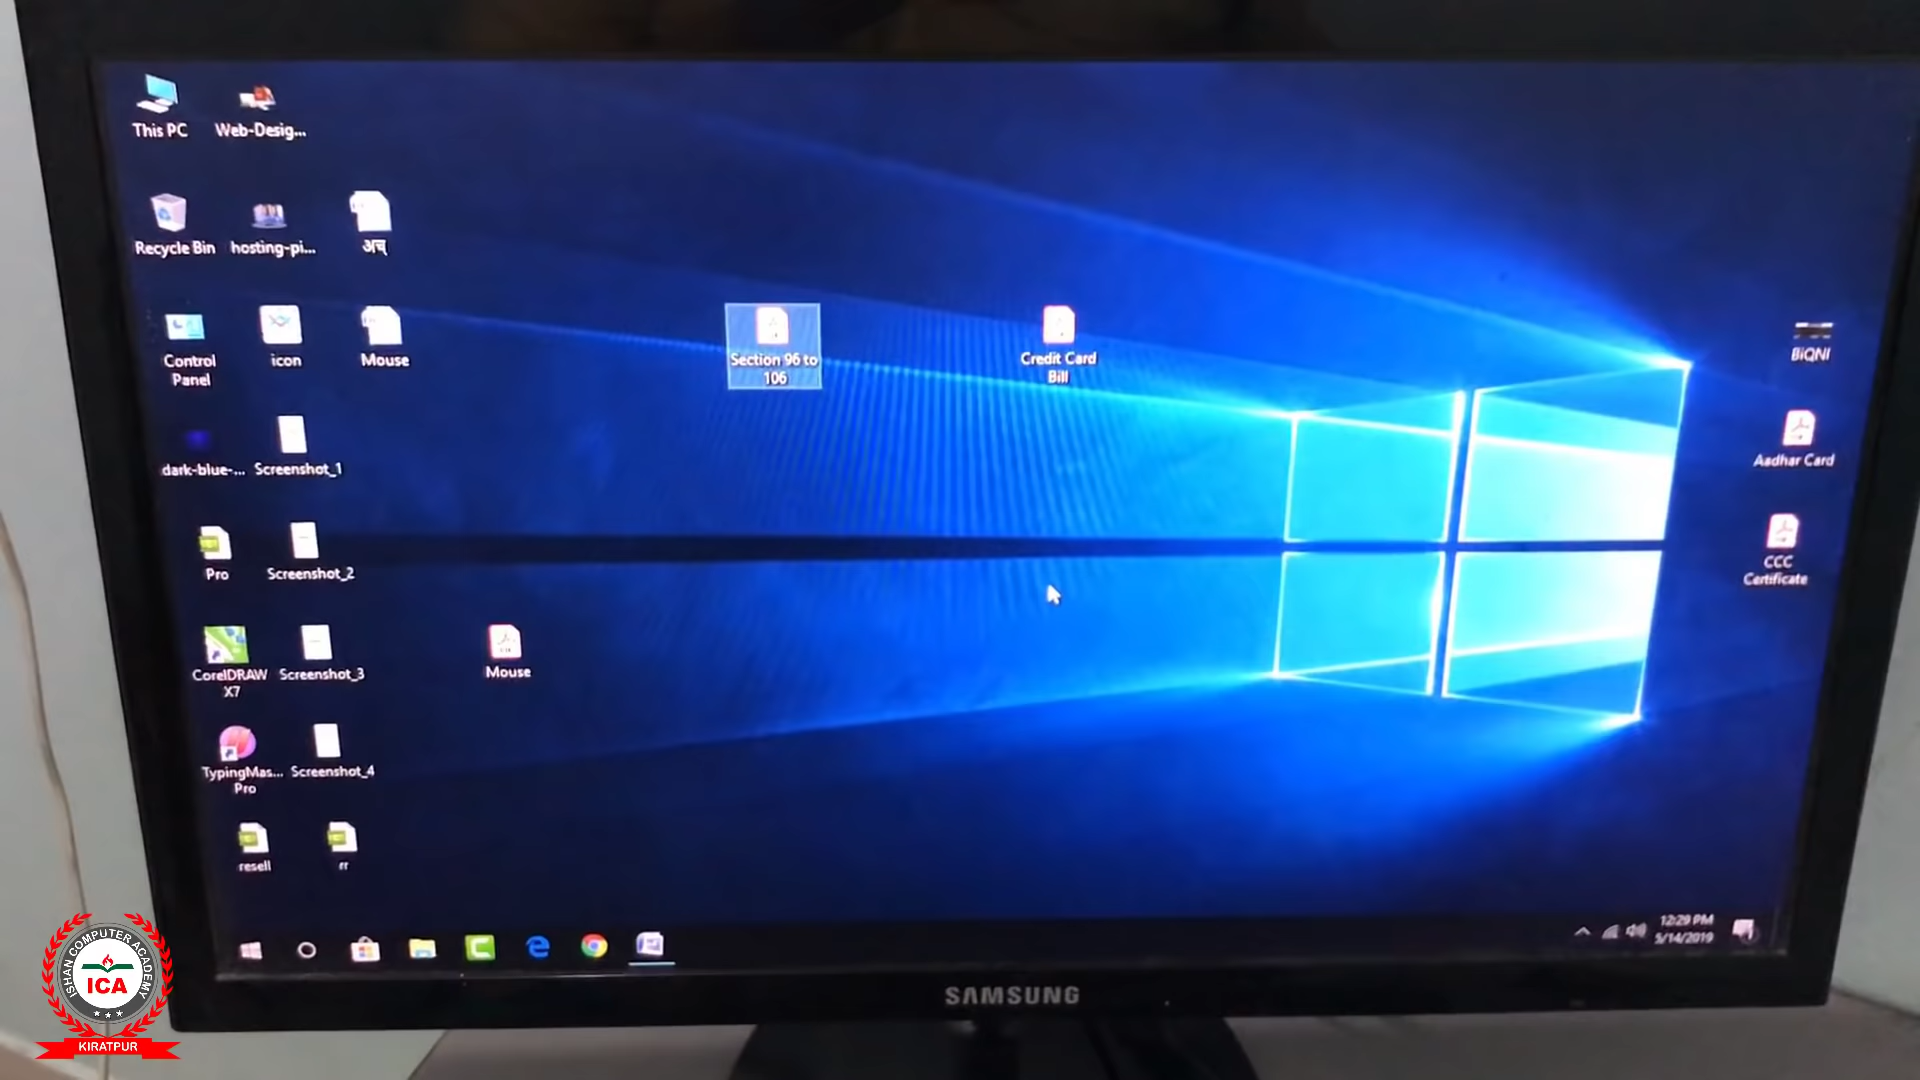 This PC
Web-Desig...
Recycle Bin
hosting-pi...
अच्
Control
Panel
icon
Mouse
Section 96 to
106
Credit Card
Bill
BiQNI
dark-blue-...
Screenshot_1
Aadhar Card
Pro
Screenshot_2
CCC
Certificate
CorelDRAW
X7
Screenshot_3
Mouse
TypingMas...
Pro
Screenshot_4
resell
rr
12:29 PM
5/14/2019
SAMSUNG
ISHAN COMPUTER ACADEMY
ICA
KIRATPUR